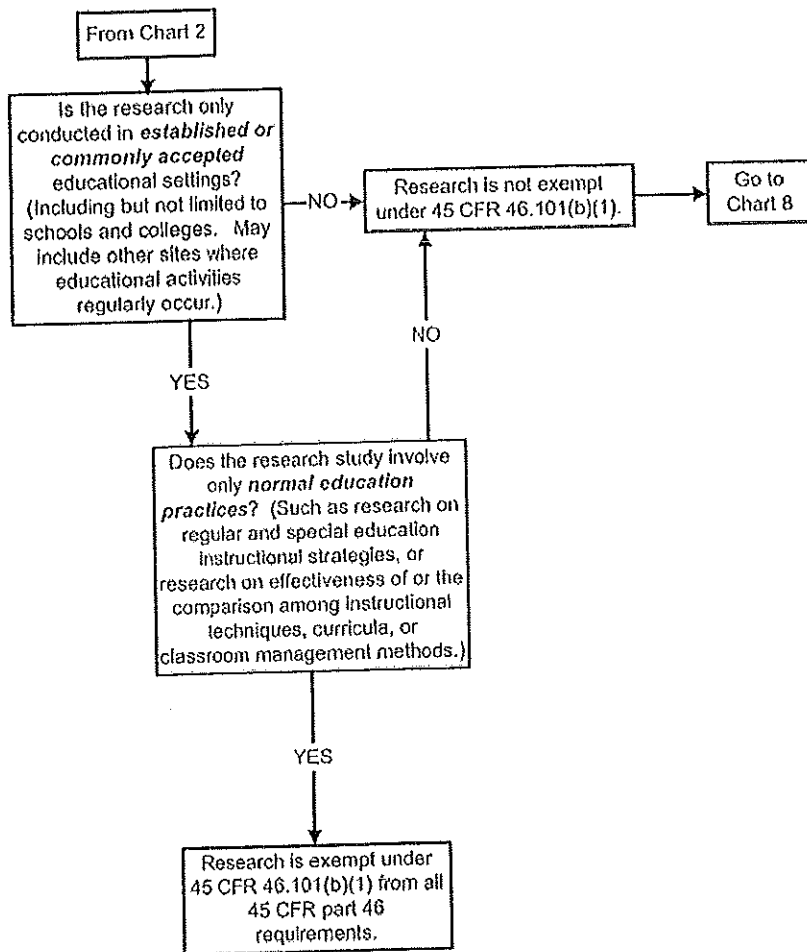 From Chart 2
Is the research only
conducted in established or
commonly accepted
educational settings?
(Including but not limited to
schools and colleges. May
include other sites where
educational activities
regularly occur.)
NO
Research is not exempt
under 45 CFR 46.101(b)(1).
Go to
Chart 8
NO
YES
Does the research study involve
only normal education
practices? (Such as research on
regular and special education
instructional strategies, or
research on effectiveness of or the
comparison among instructional
techniques, curricula, or
classroom management methods.)
YES
Research is exempt under
45 CFR 46.101(b)(1) from all
45 CFR part 46
requirements.